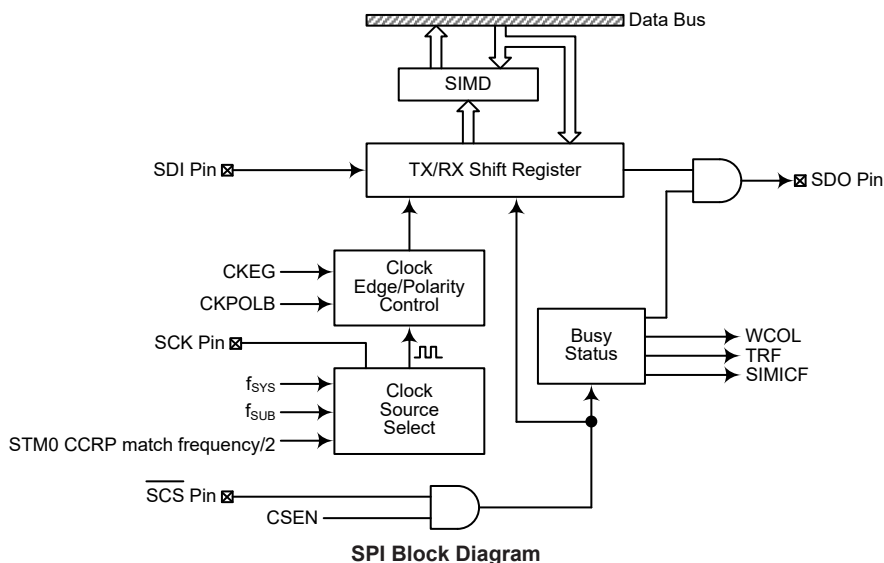 Data Bus
SIMD
SDI Pin
TX/RX Shift Register
SDO Pin
CKEG
CKPOLB
Clock
Edge/Polarity
Control
SCK Pin
Busy
Status
WCOL
TRF
SIMICF
fSYS
fSUB
STM0 CCRP match frequency/2
Clock
Source
Select
SCS Pin
CSEN
SPI Block Diagram